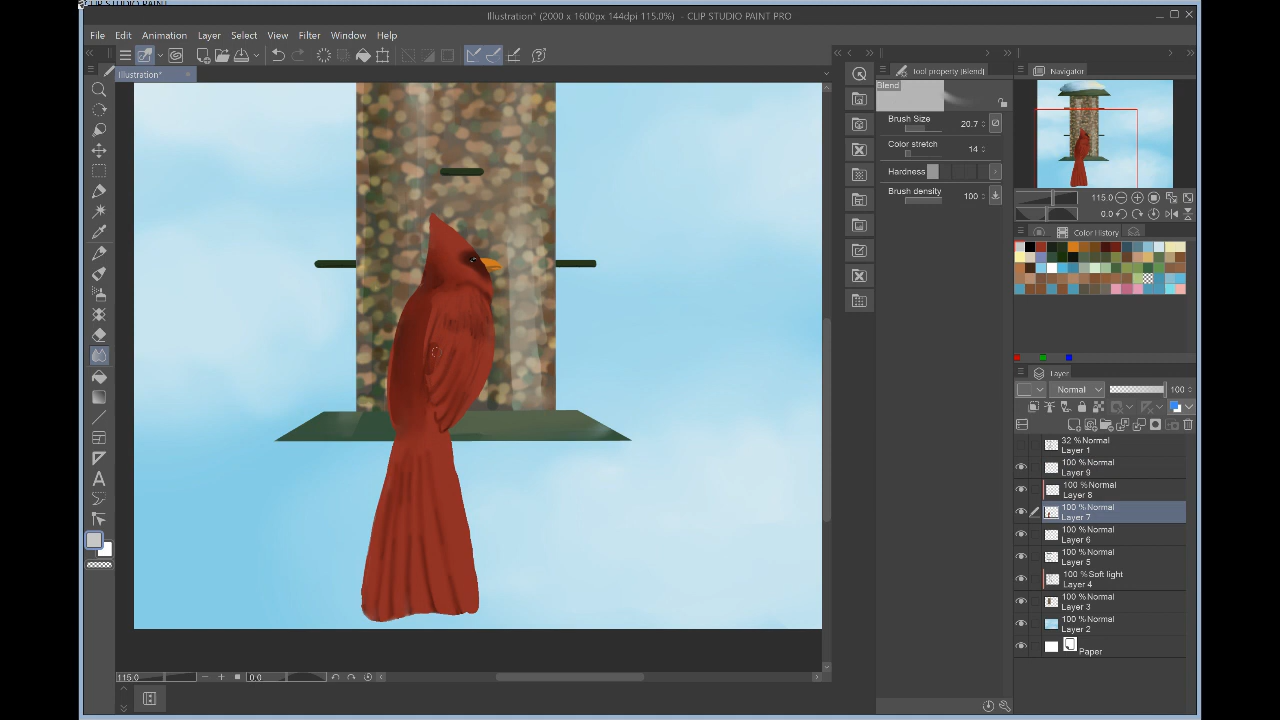 CLIP STUDIO PAINT
Illustration* (2000 x 1600px 144dpi 115.0%) - CLIP STUDIO PAINT PRO
File Edit Animation Layer Select View Filter Window Help
Illustration*
Tool property [Blend]
Navigator
Blend
Brush Size 20.7
Color stretch 14
Hardness
Brush density 100
115.0
0.0
Color History
Layer
Normal 100
32 %Normal
Layer 1
100 %Normal
Layer 9
100 %Normal
Layer 8
100 %Normal
Layer 7
100 %Normal
Layer 6
100 %Normal
Layer 5
100 %Soft light
Layer 4
100 %Normal
Layer 3
100 %Normal
Layer 2
Paper
115.0 0.0